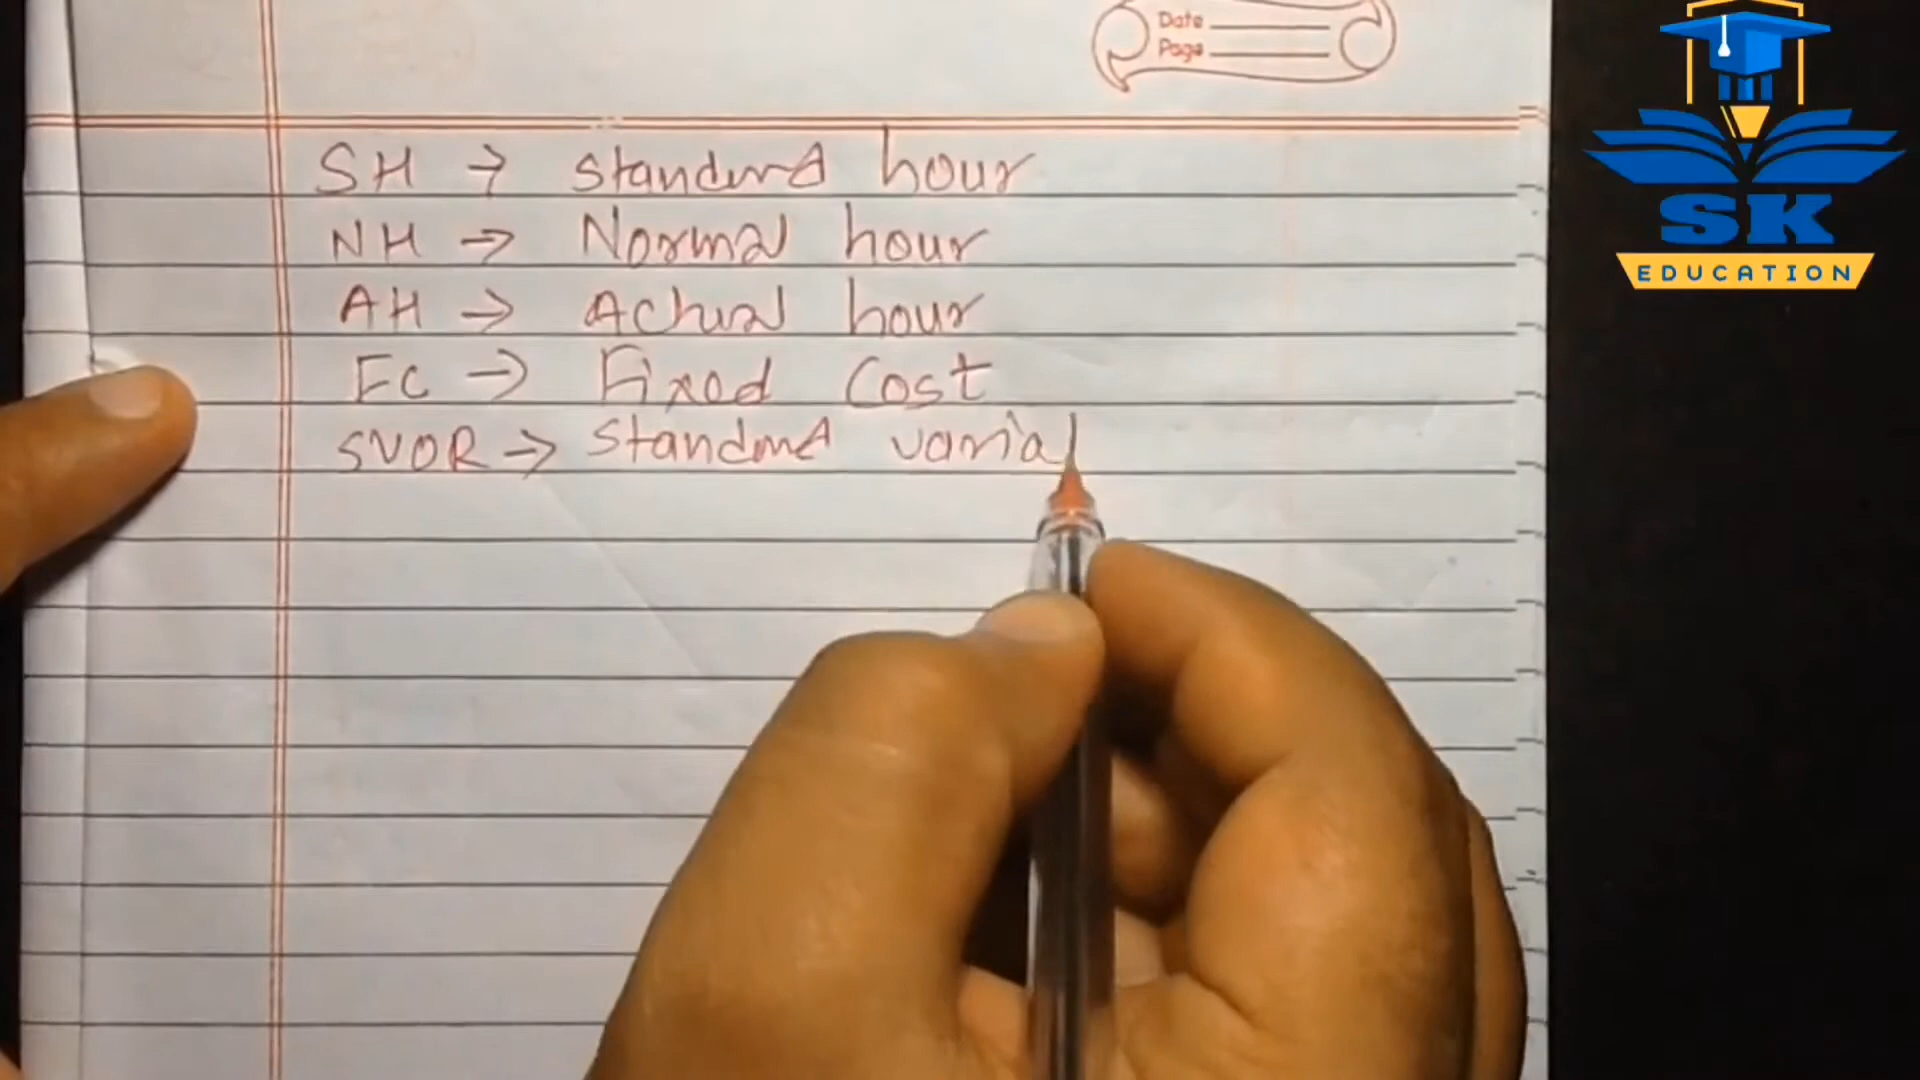 Date
Page
SH → Standard hour
NH → Normal hour
AH → Actual hour
FC → Fixed Cost
SVOR → Standard varial
SK
EDUCATION